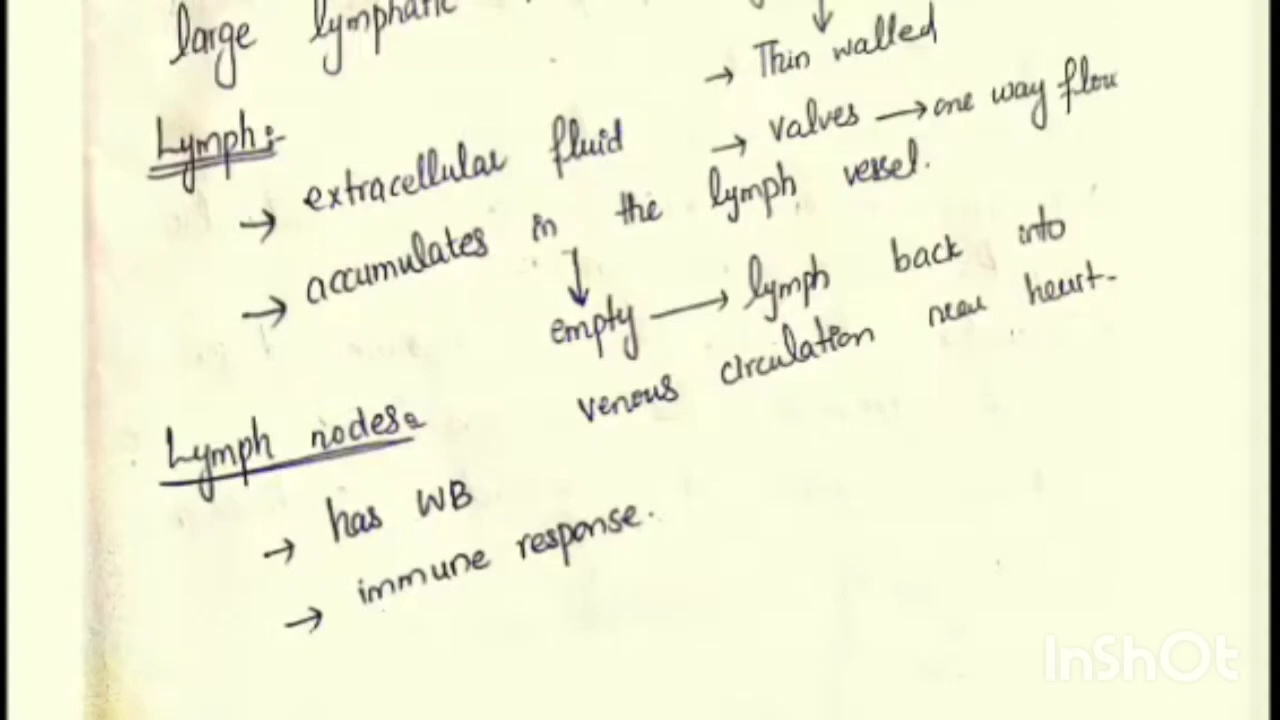 large lymphatic
→ Thin walled
→ valves → one way flow
Lymph:-
→ extracellular fluid
→ accumulates in the lymph vessel.
empty → lymph back into
venous circulation near heart.
Lymph nodes:
→ has WB
→ immune response.
InShOt